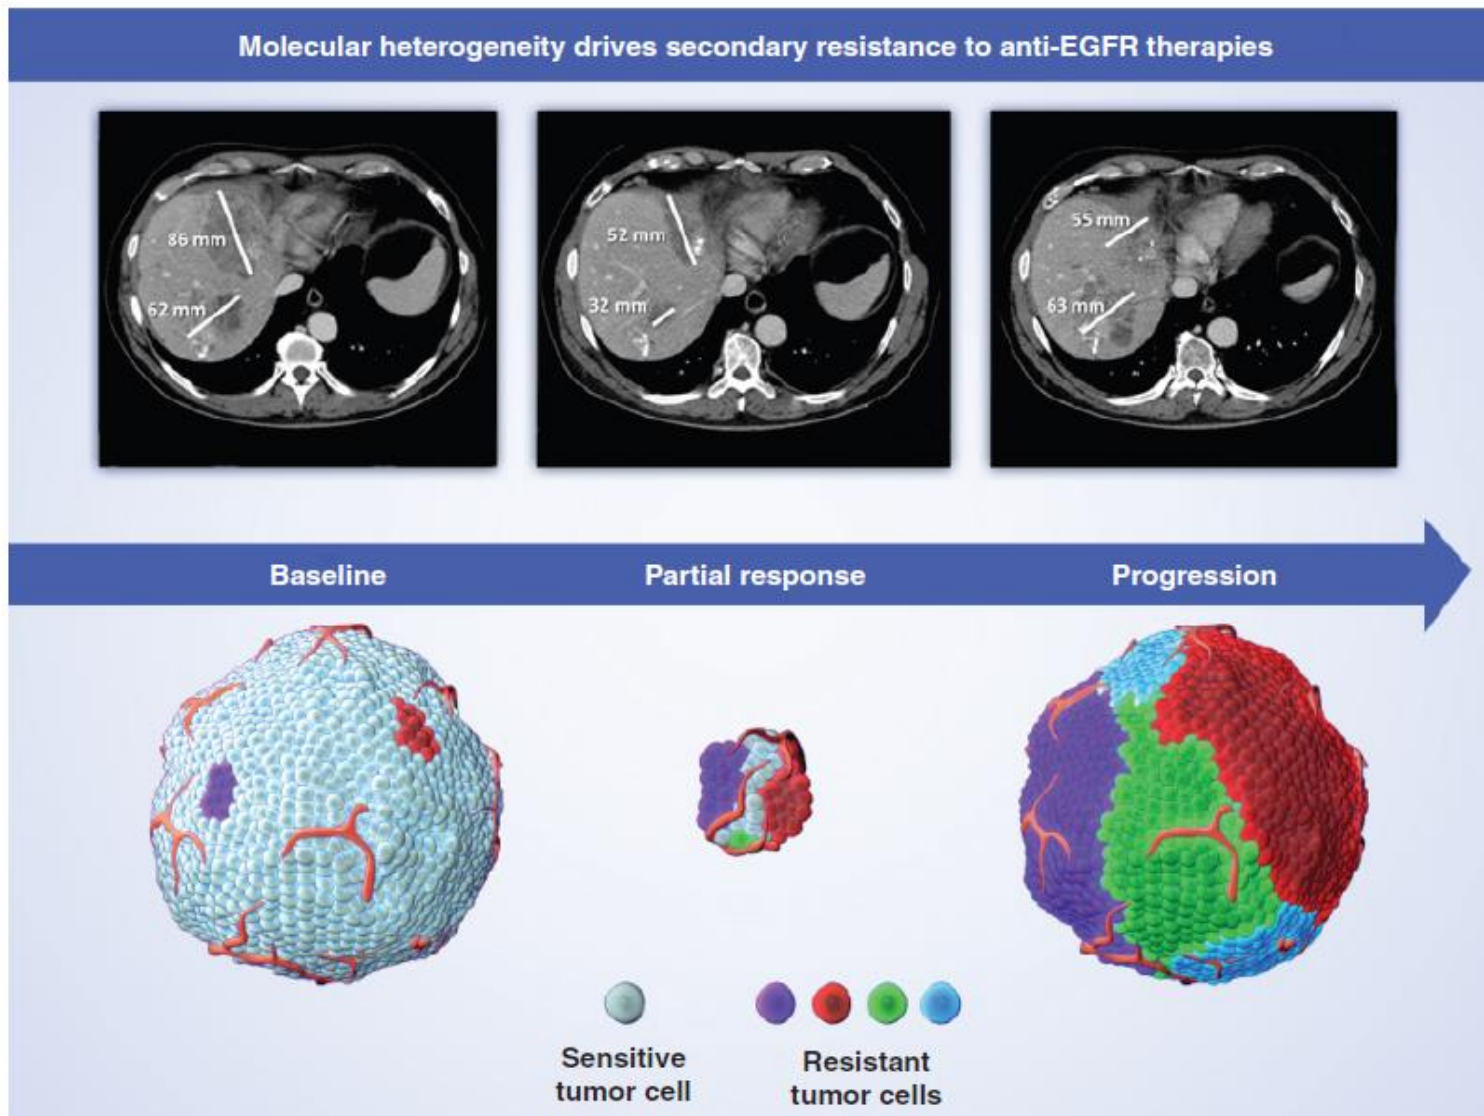 Molecular heterogeneity drives secondary resistance to anti-EGFR therapies
86 mm
62 mm
52 mm
32 mm
55 mm
63 mm
Baseline
Partial response
Progression
Sensitive
tumor cell
Resistant
tumor cells